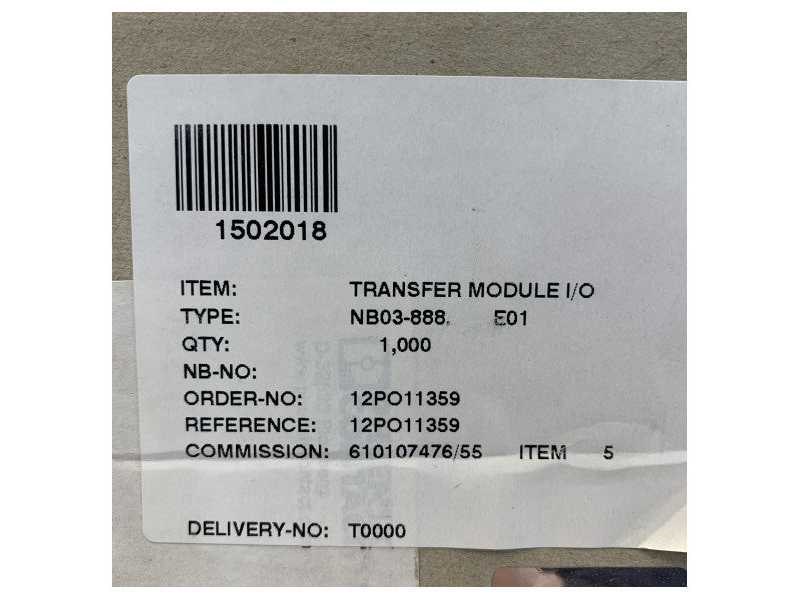 1502018
ITEM: TRANSFER MODULE I/O
TYPE: NB03-888. E01
QTY: 1,000
NB-NO:
ORDER-NO: 12PO11359
REFERENCE: 12PO11359
COMMISSION: 610107476/55 ITEM 5
DELIVERY-NO: T0000